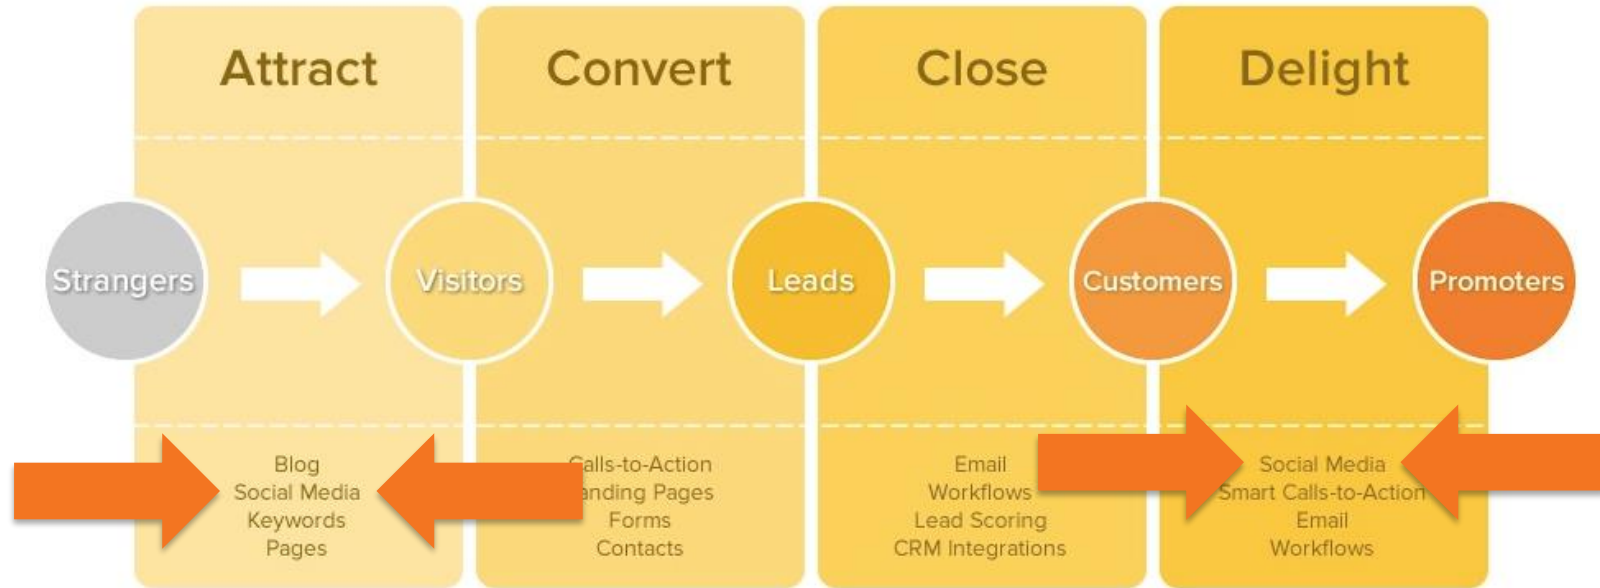 Attract
Convert
Close
Delight
Strangers
Visitors
Leads
Customers
Promoters
Blog
Social Media
Keywords
Pages
Calls-to-Action
anding Pages
Forms
Contacts
Email
Workflows
Lead Scoring
CRM Integrations
Social Media
Smart Calls-to-Action
Email
Workflows